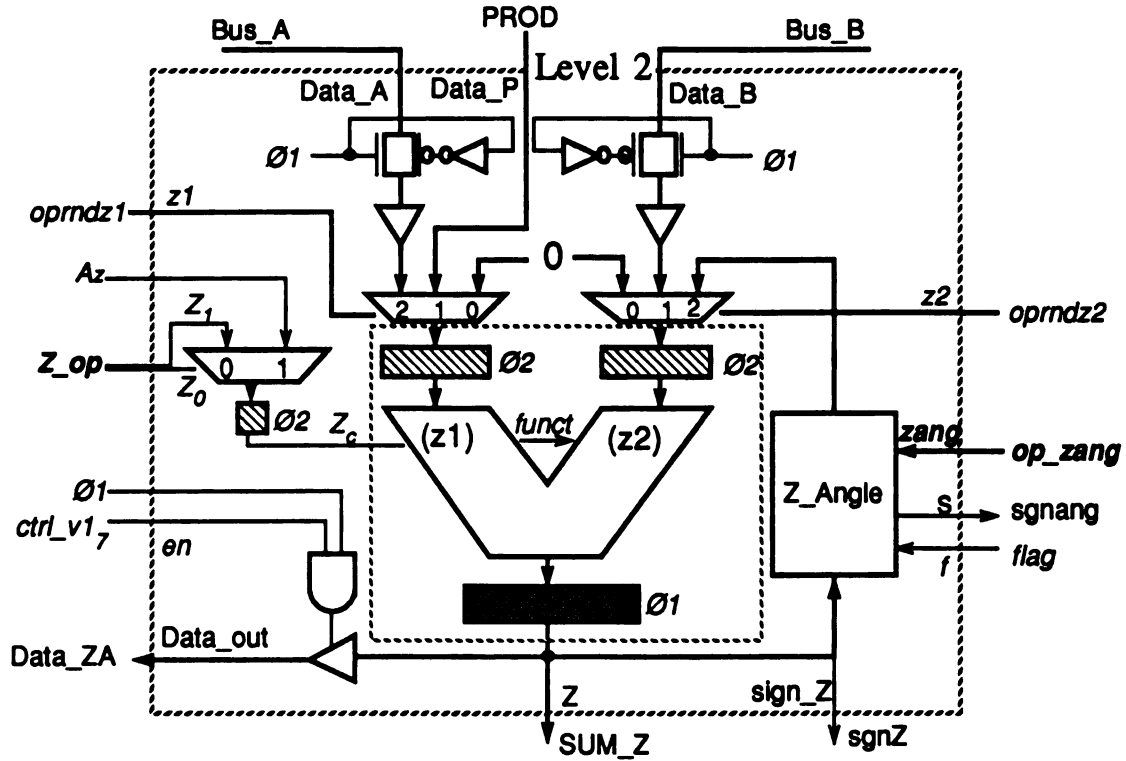 PROD
Bus_A
Bus_B
Level 2
Data_A
Data_P
Data_B
Ø1
Ø1
oprndz1
z1
0
Az
2 1 0
0 1 2
z2
oprndz2
Z1
z_op
0 1
Z0
Ø2
Ø2
Ø2
Zc
(z1)
funct
(z2)
zang
op_zang
Ø1
Z_Angle
ctrl_v17
S
sgnang
en
f
flag
Ø1
Data_out
Data_ZA
Z
sign_Z
SUM_Z
sgnZ